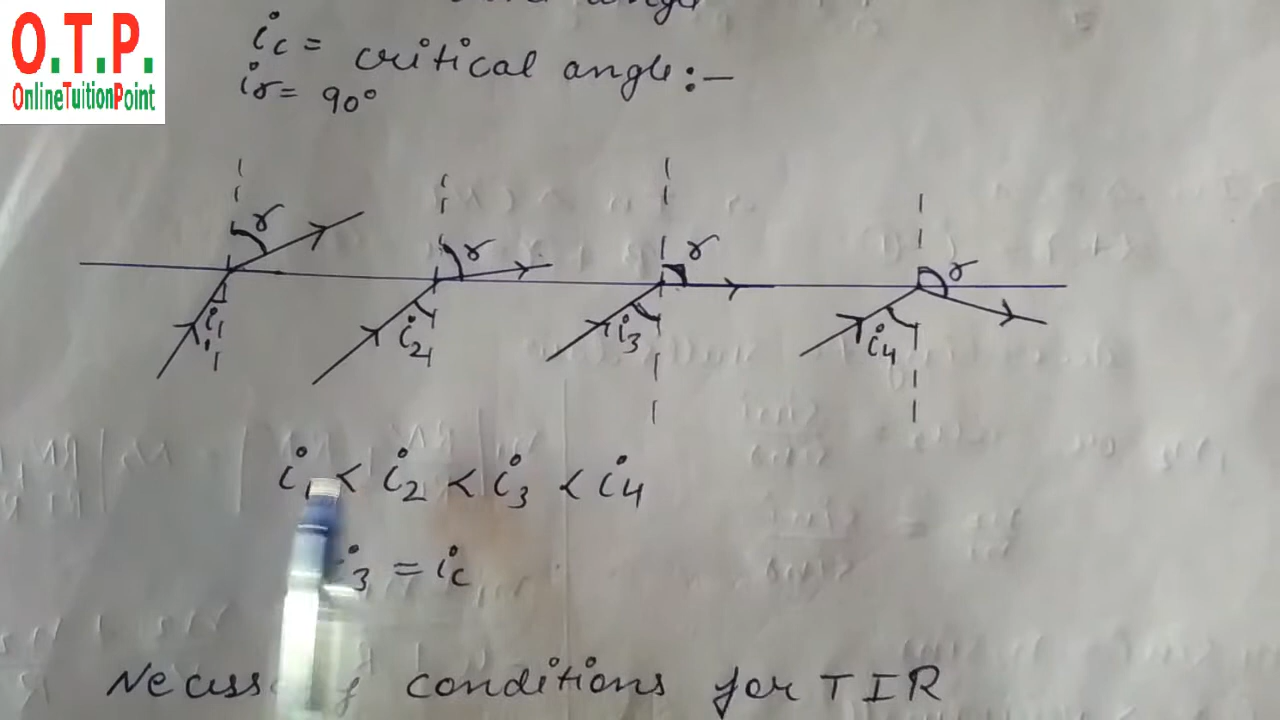 O.T.P.
OnlineTuitionPoint
angle
ic = critical angle:—
ir = 90°
r r r r
i1 i2 i3 i4
i1 < i2 < i3 < i4
i3 = ic
conditions for TIR